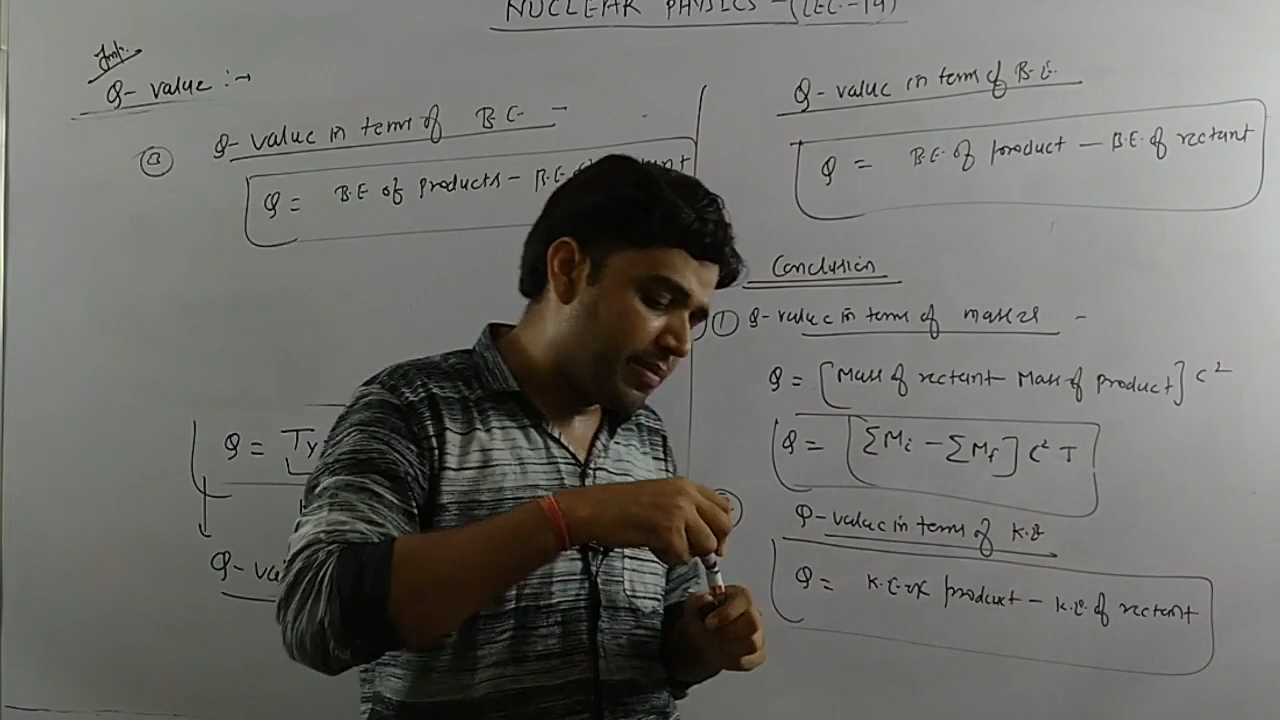 NUCLEAR PHYSICS - (LEC-19)
Imp.
Q- value :→
③ Q- value in term of B.E →
Q = B.E of products - B.E
Q = Ty
Q-va
Q- value in term of B.E.
Q = B.E. of product - B.E. of rectant
Conclusion
① Q- value in term of masses -
Q = [Mass of rectant - Mass of product] c²
Q = [ΣMi - ΣMf] c² J
Q-value in term of K.E
Q = K.E. of product - K.E. of rectant